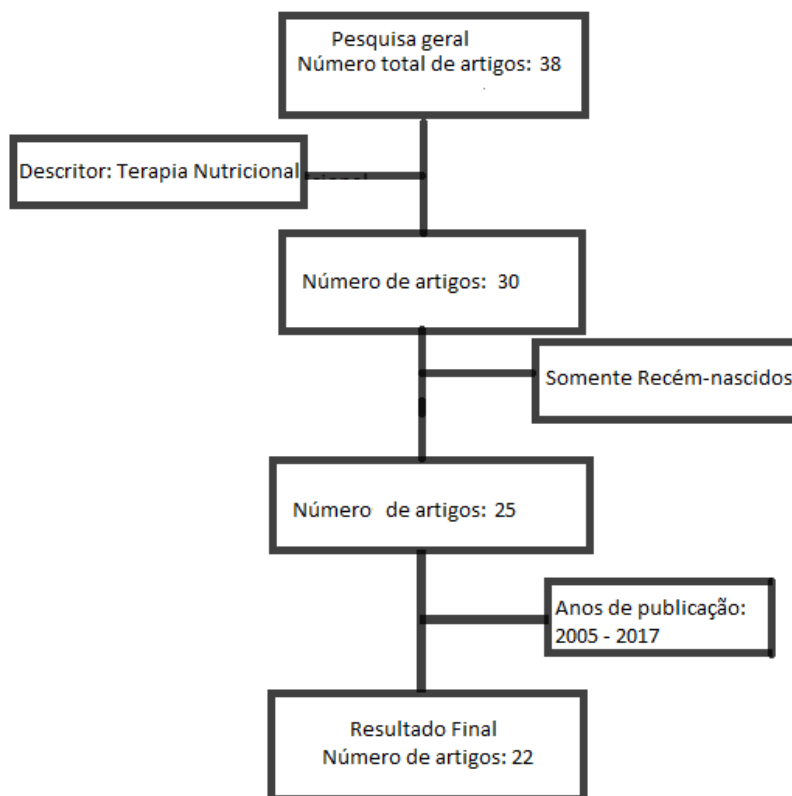 Pesquisa geral
Número total de artigos: 38
Descritor: Terapia Nutricional
Número de artigos: 30
Somente Recém-nascidos
Número de artigos: 25
Anos de publicação:
2005 - 2017
Resultado Final
Número de artigos: 22